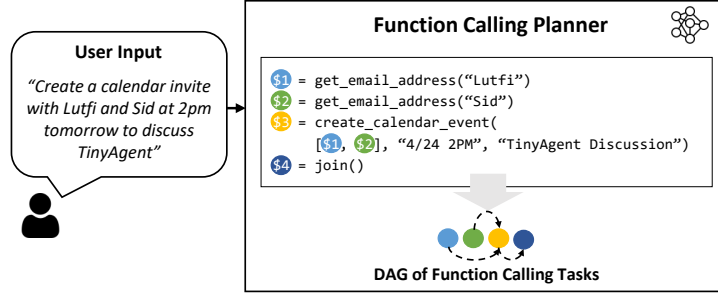 User Input
“Create a calendar invite
with Lutfi and Sid at 2pm
tomorrow to discuss
TinyAgent”
Function Calling Planner
$1 = get_email_address(“Lutfi”)
$2 = get_email_address(“Sid”)
$3 = create_calendar_event(
[$1, $2], “4/24 2PM”, “TinyAgent Discussion”)
$4 = join()
DAG of Function Calling Tasks